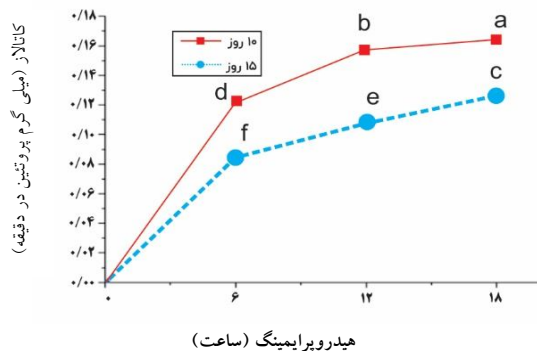 کاتالاز (میلی گرم پروتئین در دقیقه)
۰/۱۸
۰/۱۶
۰/۱۴
۰/۱۲
۰/۱۰
۰/۰۸
۰/۰۶
۰/۰۴
۰/۰۲
۰/۰۰
۱۰ روز
۱۵ روز
a
b
c
d
e
f
۰ ۶ ۱۲ ۱۸
هیدروپرایمینگ (ساعت)